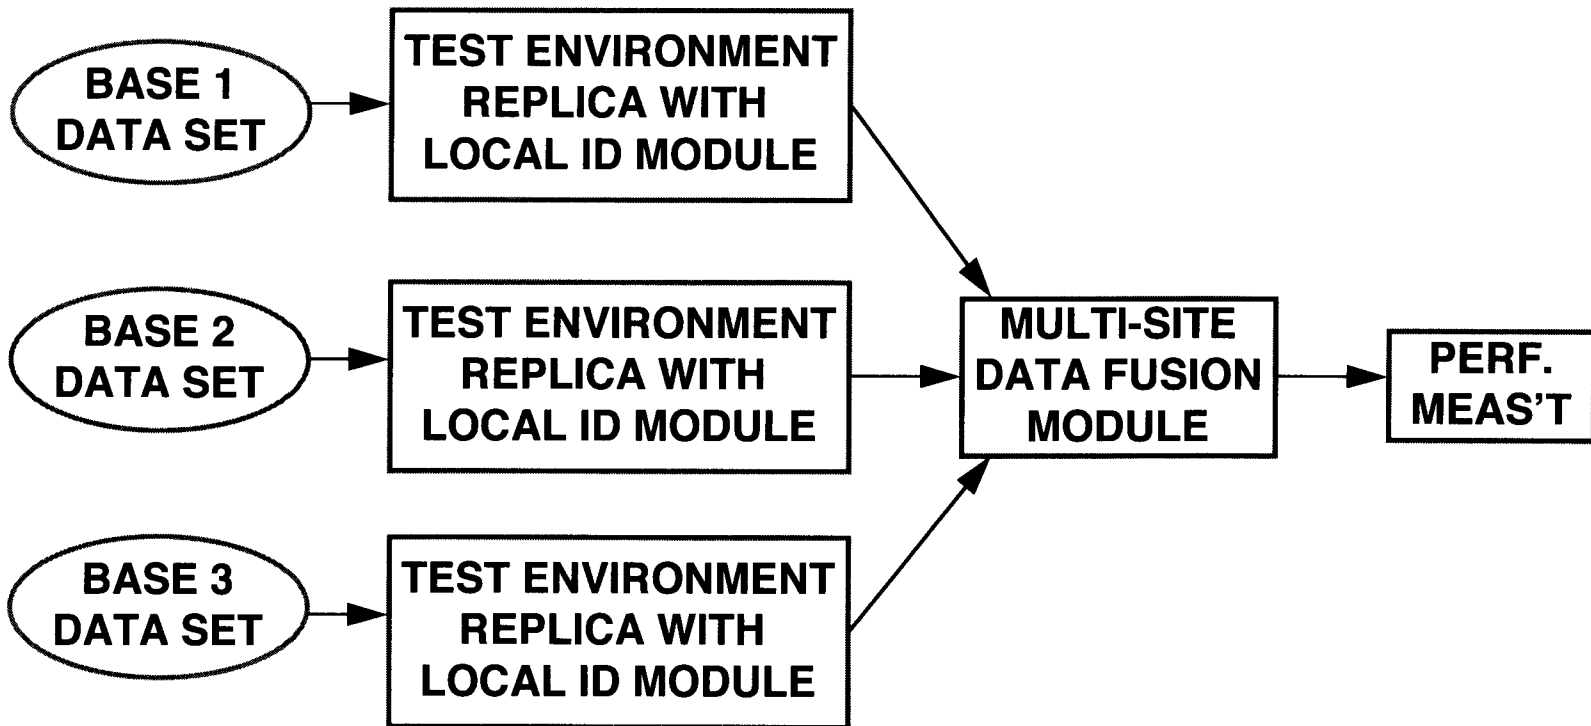 BASE 1
DATA SET
TEST ENVIRONMENT
REPLICA WITH
LOCAL ID MODULE
BASE 2
DATA SET
TEST ENVIRONMENT
REPLICA WITH
LOCAL ID MODULE
BASE 3
DATA SET
TEST ENVIRONMENT
REPLICA WITH
LOCAL ID MODULE
MULTI-SITE
DATA FUSION
MODULE
PERF.
MEAS'T